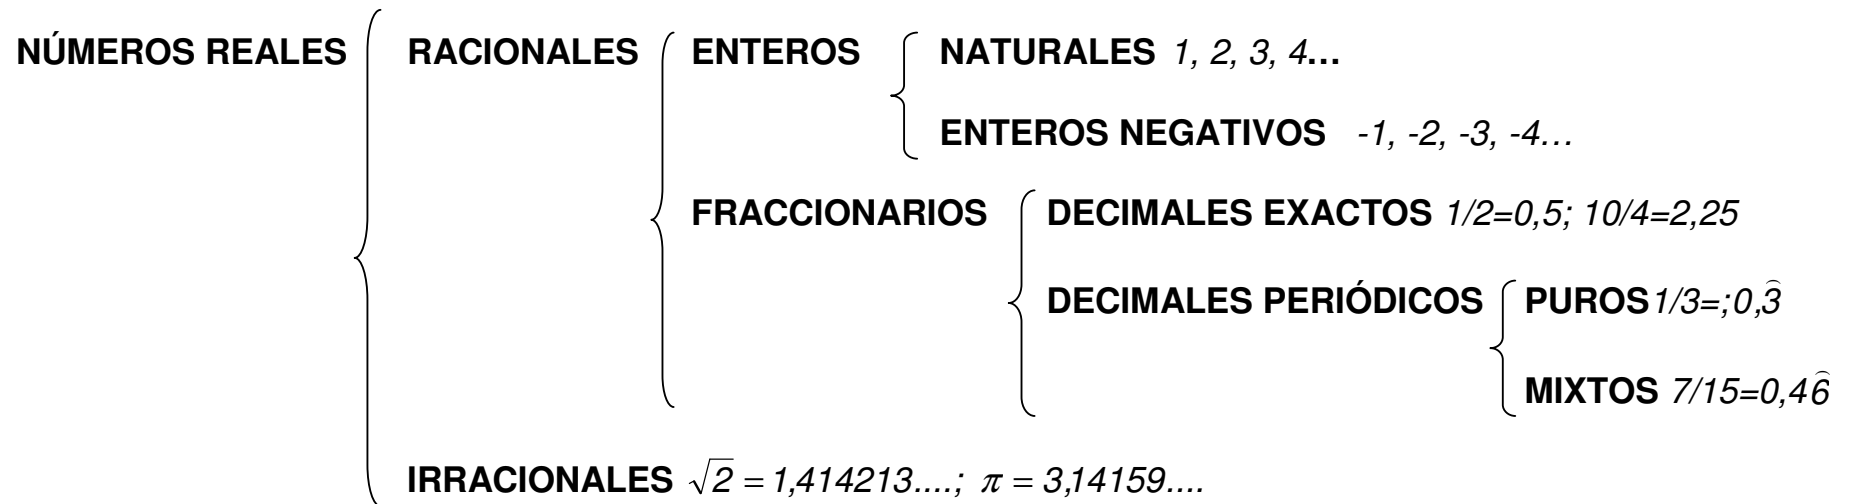 NÚMEROS REALES RACIONALES ENTEROS NATURALES 1, 2, 3, 4…
ENTEROS NEGATIVOS -1, -2, -3, -4…
FRACCIONARIOS DECIMALES EXACTOS 1/2=0,5; 10/4=2,25
DECIMALES PERIÓDICOS PUROS 1/3=;0,3̑
MIXTOS 7/15=0,46̑
IRRACIONALES √2 = 1,414213....; π = 3,14159....